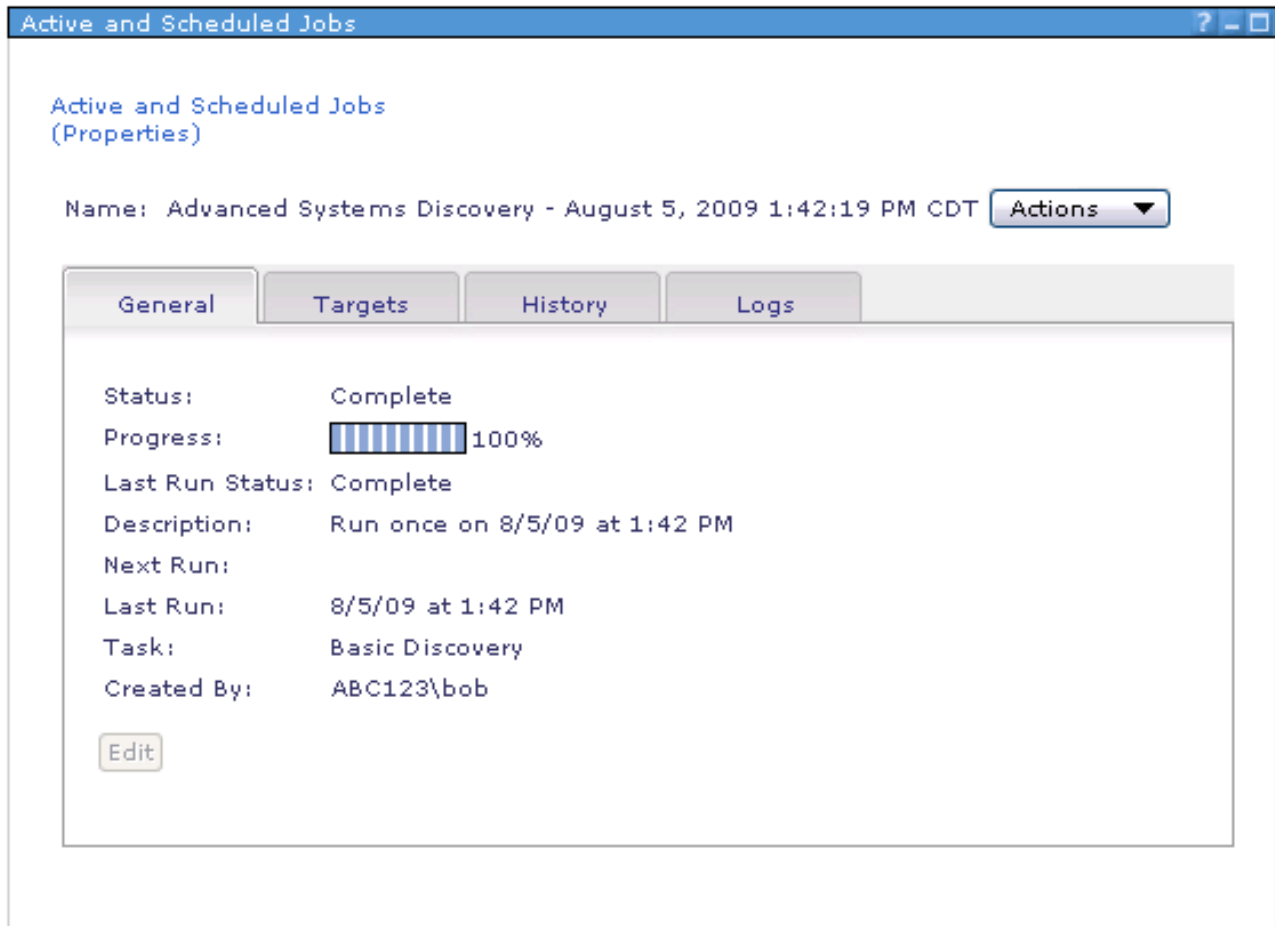 Active and Scheduled Jobs
Active and Scheduled Jobs
(Properties)
Name: Advanced Systems Discovery - August 5, 2009 1:42:19 PM CDT Actions
General Targets History Logs
Status: Complete
Progress: 100%
Last Run Status: Complete
Description: Run once on 8/5/09 at 1:42 PM
Next Run:
Last Run: 8/5/09 at 1:42 PM
Task: Basic Discovery
Created By: ABC123\bob
Edit